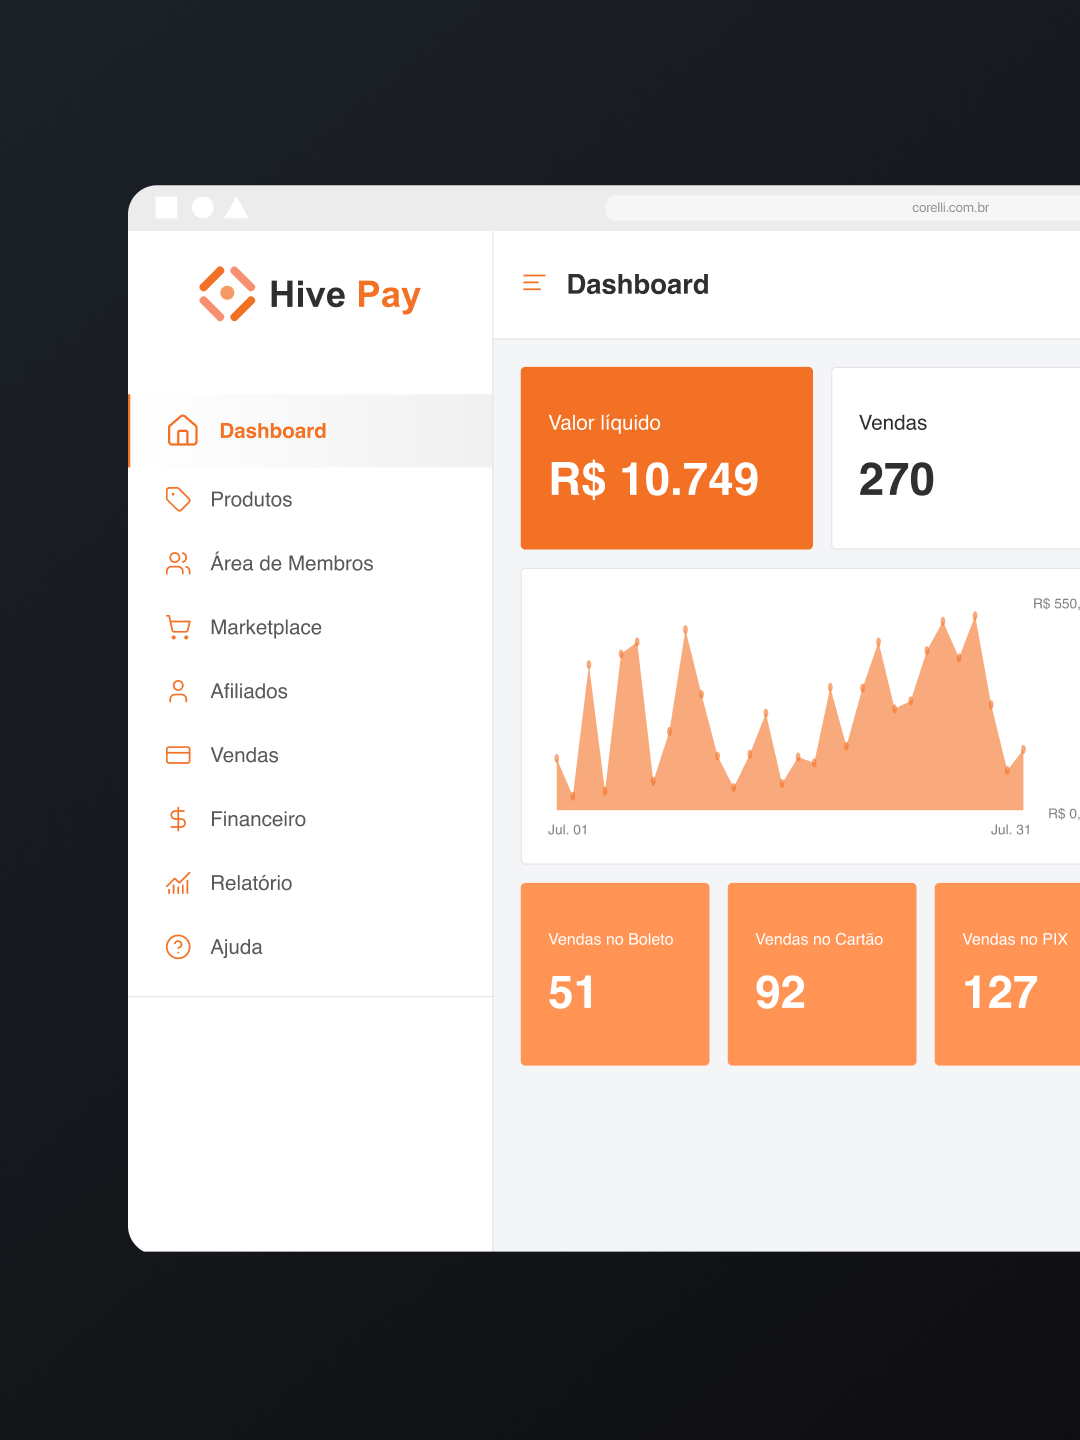 corelli.com.br
Hive Pay
Dashboard
Dashboard
Produtos
Área de Membros
Marketplace
Afiliados
Vendas
Financeiro
Relatório
Ajuda
Valor líquido
R$ 10.749
Vendas
270
R$ 550,
R$ 0,
Jul. 01
Jul. 31
Vendas no Boleto
51
Vendas no Cartão
92
Vendas no PIX
127